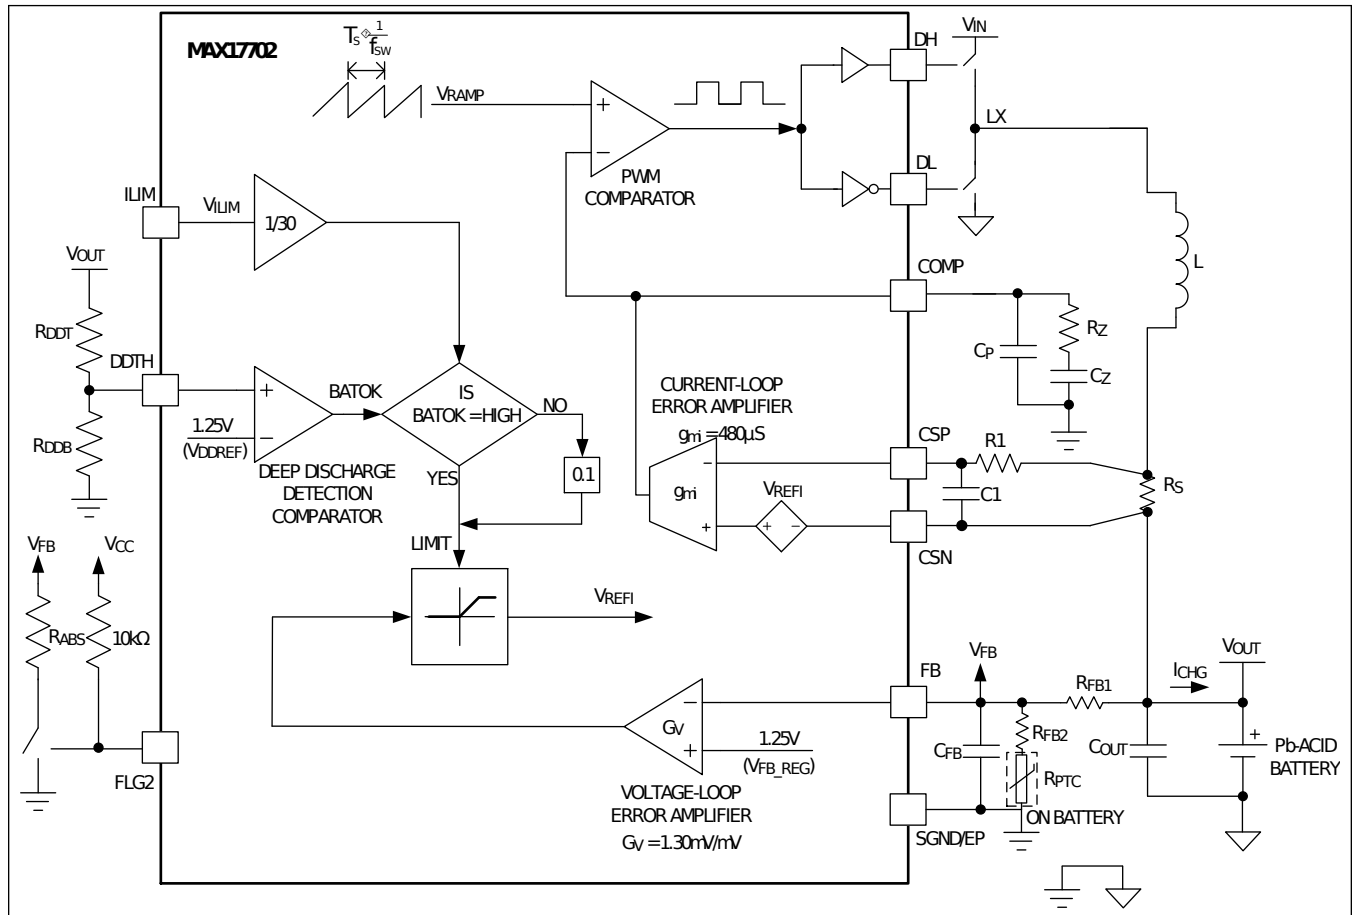 MAX17702
TS 1
fSW
VRAMP
+
−
PWM
COMPARATOR
DH
VIN
LX
DL
ILIM
VILIM
1/30
VOUT
RDDT
DDTH
RDDB
+
1.25V
−
(VDDREF)
DEEP DISCHARGE
DETECTION
COMPARATOR
BATOK
IS
BATOK = HIGH
NO
YES
0.1
LIMIT
VREFI
COMP
CP
RZ
CZ
L
CURRENT-LOOP
ERROR AMPLIFIER
gmi = 480µS
gmi
−
+
VREFI
+ −
CSP
R1
C1
RS
CSN
VFB
VCC
RABS
10kΩ
FLG2
GV
−
+
1.25V
(VFB_REG)
VOLTAGE-LOOP
ERROR AMPLIFIER
GV = 1.30mV/mV
FB
VFB
RFB1
ICHG
VOUT
CFB
RFB2
RPTC
COUT
+
Pb-ACID
BATTERY
ON BATTERY
SGND/EP